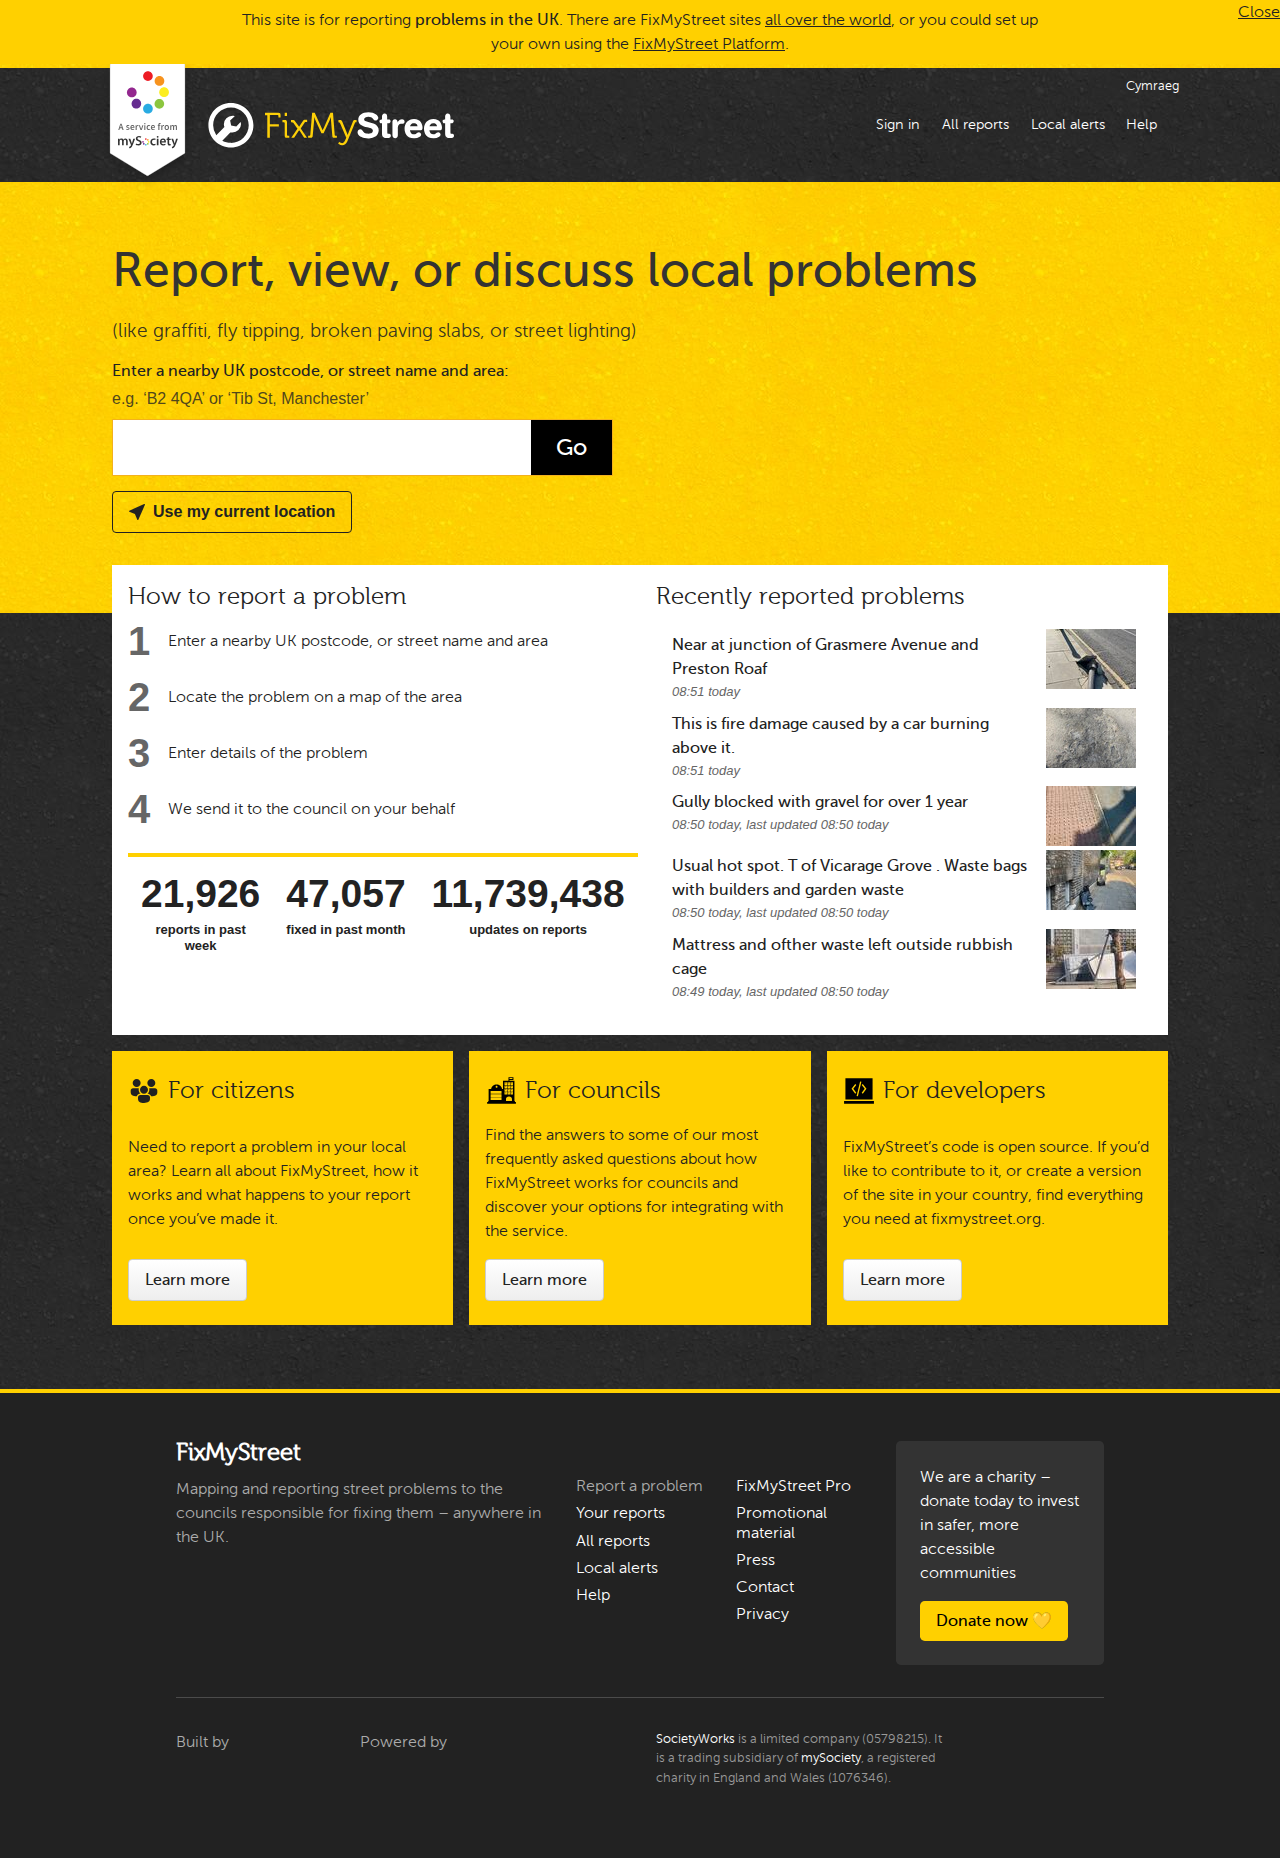 This site is for reporting problems in the UK. There are FixMyStreet sites all over the world, or you could set up
your own using the FixMyStreet Platform.
Close
Cymraeg
A service from
mySociety
FixMyStreet
Sign in
All reports
Local alerts
Help
Report, view, or discuss local problems
(like graffiti, fly tipping, broken paving slabs, or street lighting)
Enter a nearby UK postcode, or street name and area:
e.g. ‘B2 4QA’ or ‘Tib St, Manchester’
Go
Use my current location
How to report a problem
1 Enter a nearby UK postcode, or street name and area
2 Locate the problem on a map of the area
3 Enter details of the problem
4 We send it to the council on your behalf
21,926
reports in past
week
47,057
fixed in past month
11,739,438
updates on reports
Recently reported problems
Near at junction of Grasmere Avenue and
Preston Roaf
08:51 today
This is fire damage caused by a car burning
above it.
08:51 today
Gully blocked with gravel for over 1 year
08:50 today, last updated 08:50 today
Usual hot spot. T of Vicarage Grove . Waste bags
with builders and garden waste
08:50 today, last updated 08:50 today
Mattress and ofther waste left outside rubbish
cage
08:49 today, last updated 08:50 today
For citizens
Need to report a problem in your local
area? Learn all about FixMyStreet, how it
works and what happens to your report
once you’ve made it.
Learn more
For councils
Find the answers to some of our most
frequently asked questions about how
FixMyStreet works for councils and
discover your options for integrating with
the service.
Learn more
For developers
FixMyStreet’s code is open source. If you’d
like to contribute to it, or create a version
of the site in your country, find everything
you need at fixmystreet.org.
Learn more
FixMyStreet
Mapping and reporting street problems to the
councils responsible for fixing them – anywhere in
the UK.
Report a problem
Your reports
All reports
Local alerts
Help
FixMyStreet Pro
Promotional
material
Press
Contact
Privacy
We are a charity –
donate today to invest
in safer, more
accessible
communities
Donate now 💛
Built by
Powered by
SocietyWorks is a limited company (05798215). It
is a trading subsidiary of mySociety, a registered
charity in England and Wales (1076346).